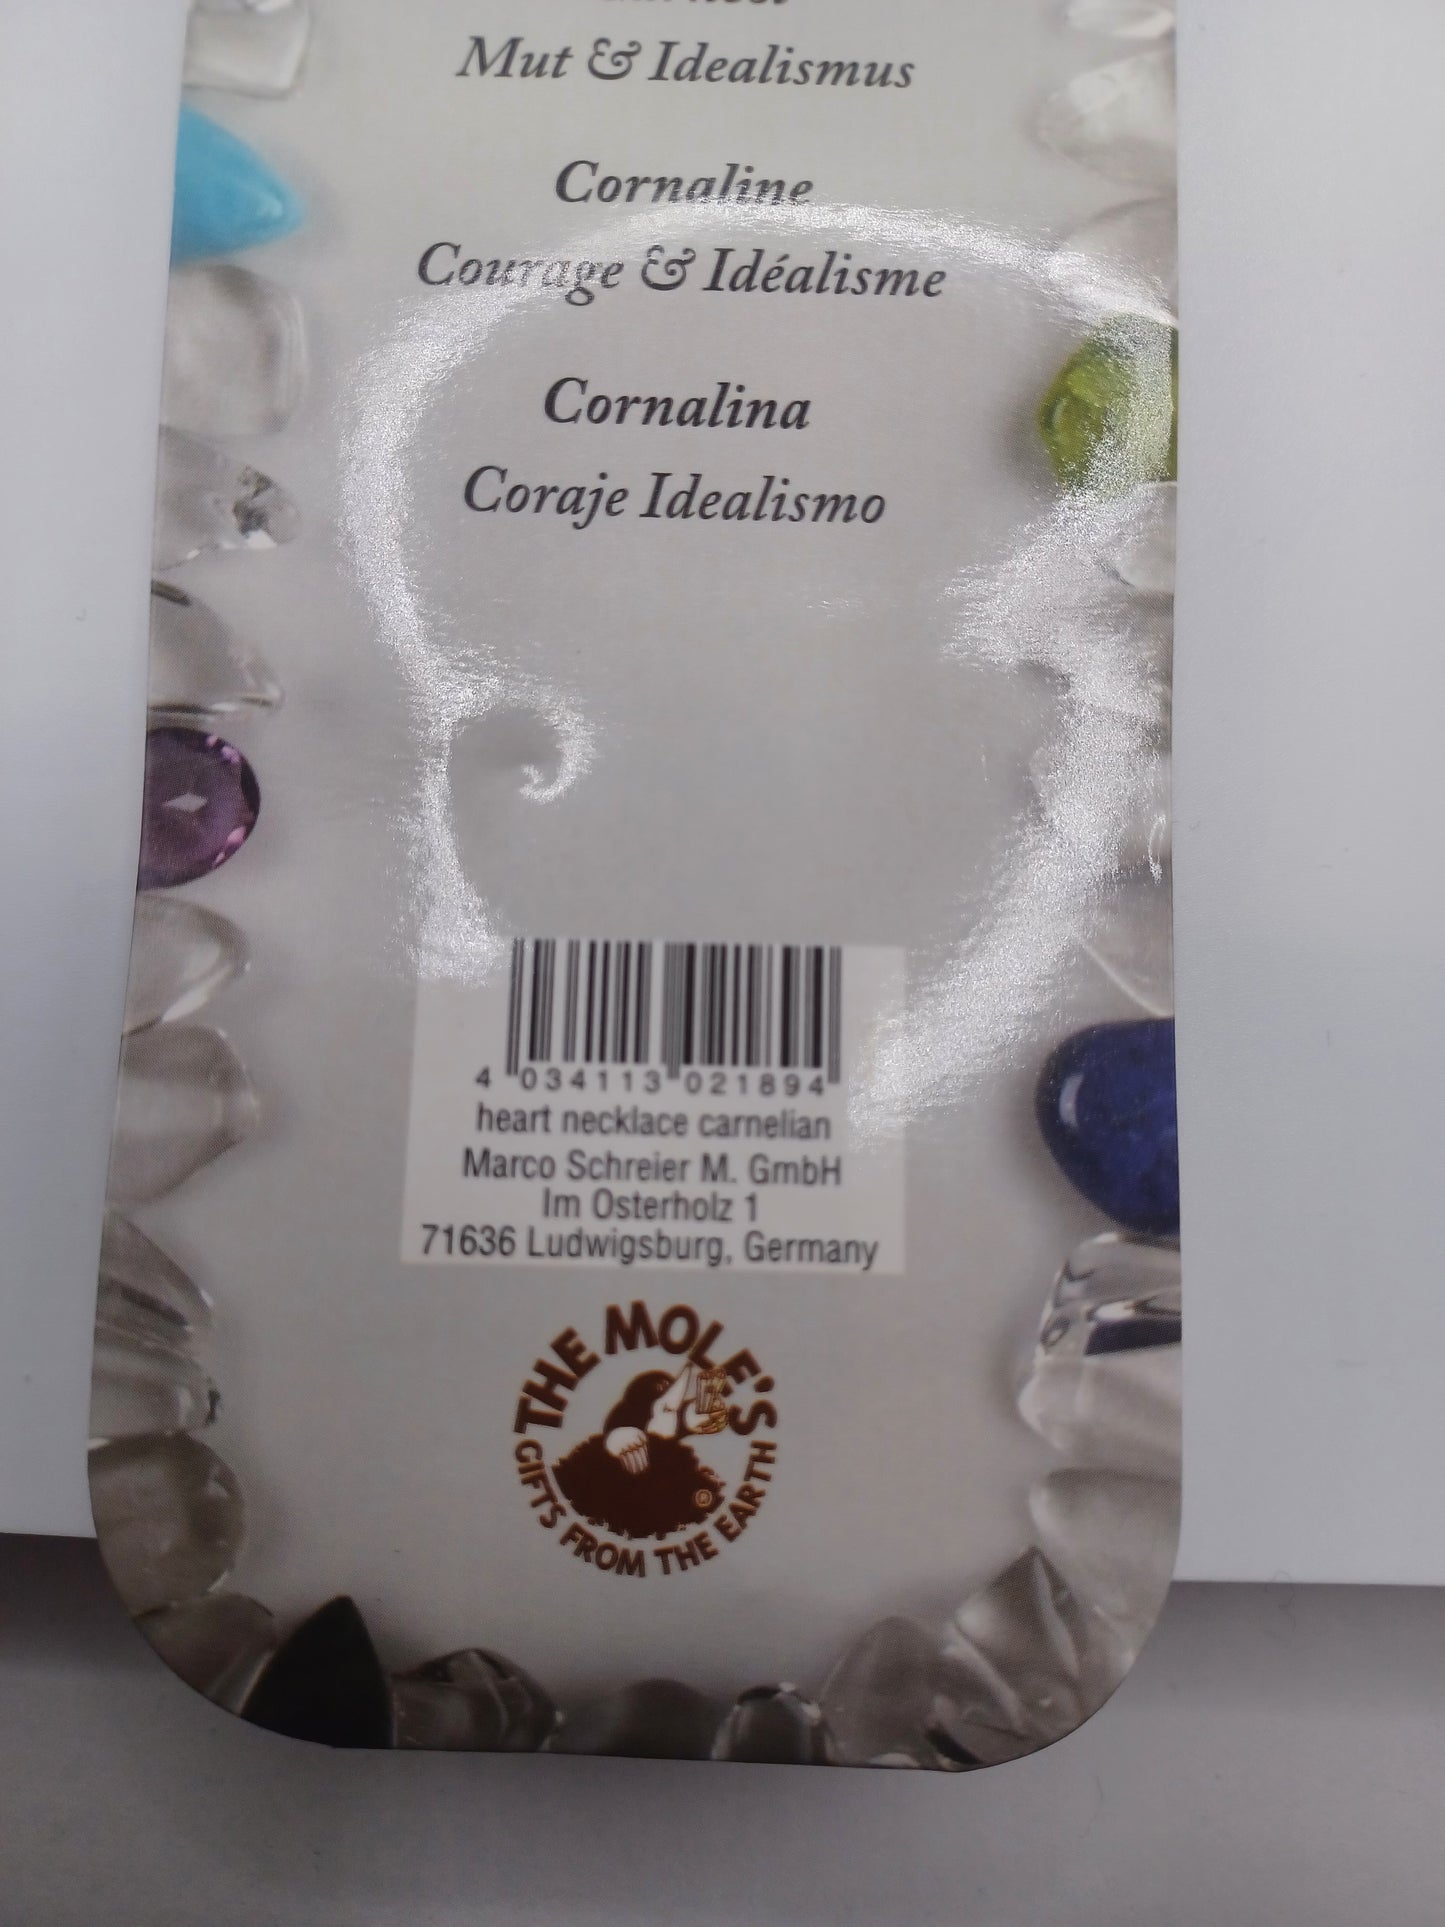 Mut & Idealismus
Cornaline
Courage & Idéalisme
Cornalina
Coraje Idealismo
4 034113 021894
heart necklace carnelian
Marco Schreier M. GmbH
Im Osterholz 1
71636 Ludwigsburg, Germany
THE MOLE'S
GIFTS FROM THE EARTH
®